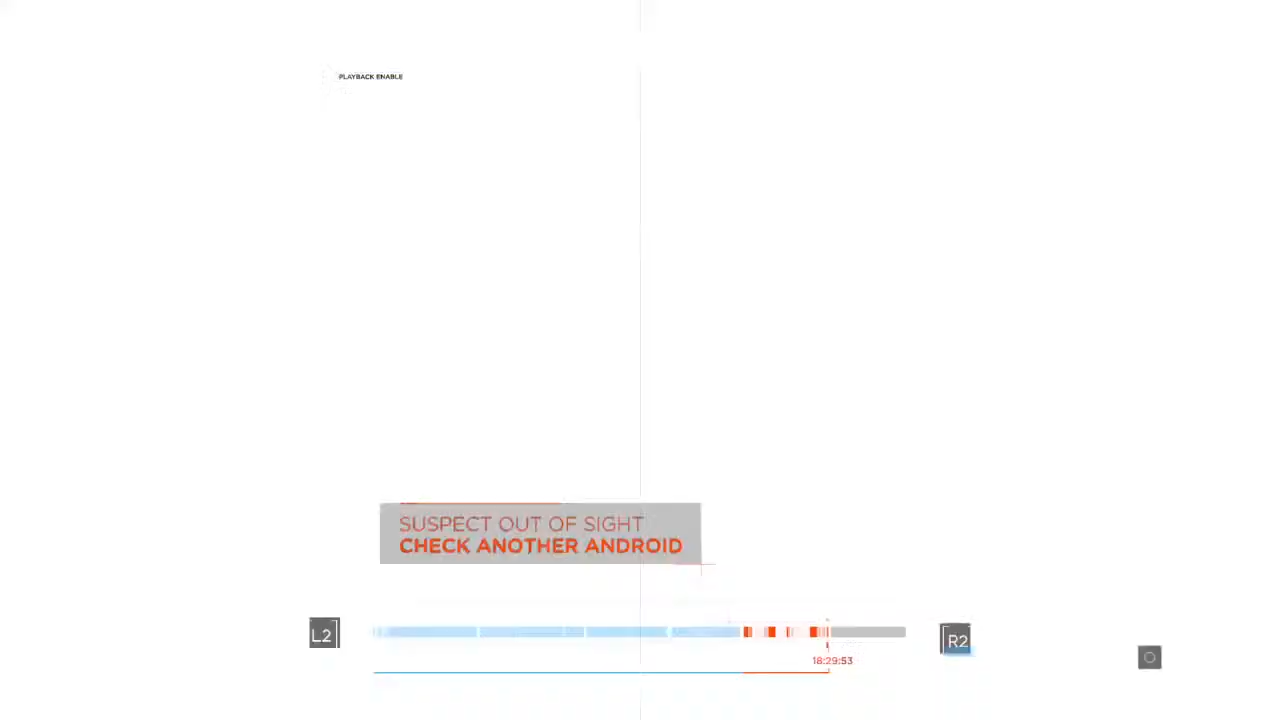 PLAYBACK ENABLE
SUSPECT OUT OF SIGHT
CHECK ANOTHER ANDROID
L2
R2
18:29:53